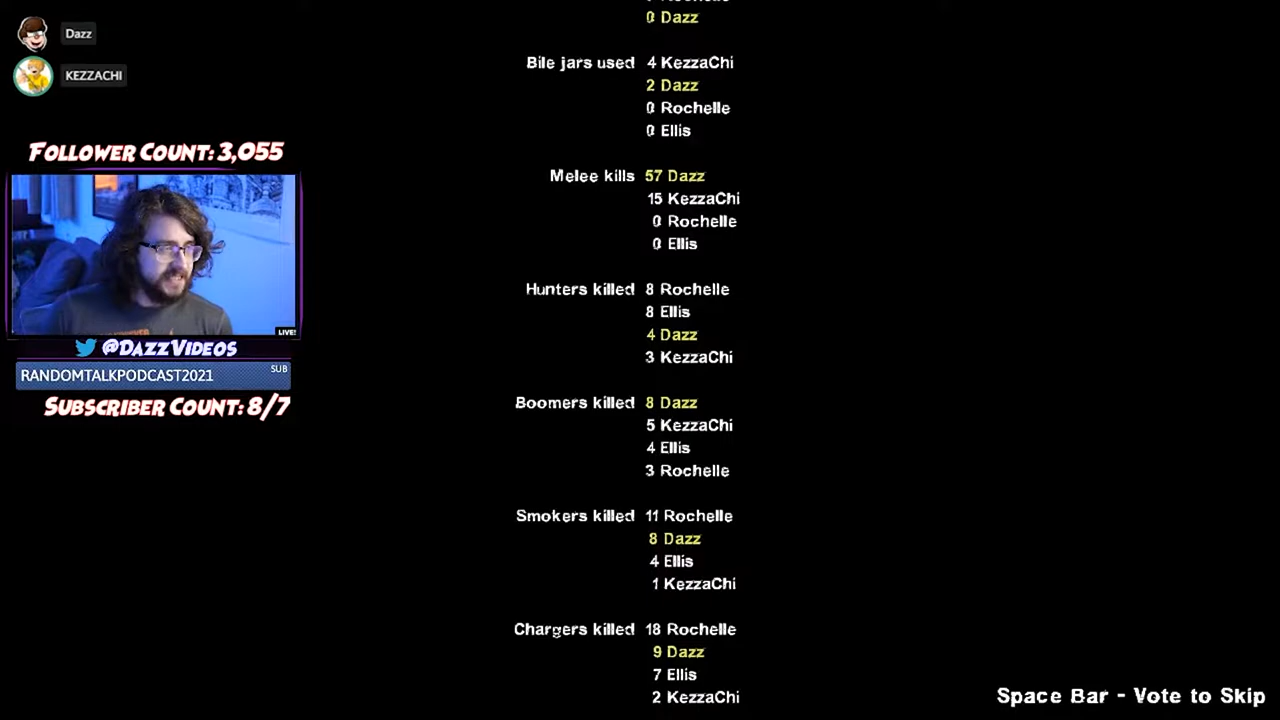 Dazz
KEZZACHI
FOLLOWER COUNT: 3,055
LIVE!
@DAZZVIDEOS
RANDOMTALKPODCAST2021 SUB
SUBSCRIBER COUNT: 8/7
0 Dazz
Bile jars used 4 KezzaChi
2 Dazz
0 Rochelle
0 Ellis
Melee kills 57 Dazz
15 KezzaChi
0 Rochelle
0 Ellis
Hunters killed 8 Rochelle
8 Ellis
4 Dazz
3 KezzaChi
Boomers killed 8 Dazz
5 KezzaChi
4 Ellis
3 Rochelle
Smokers killed 11 Rochelle
8 Dazz
4 Ellis
1 KezzaChi
Chargers killed 18 Rochelle
9 Dazz
7 Ellis
2 KezzaChi
Space Bar - Vote to Skip